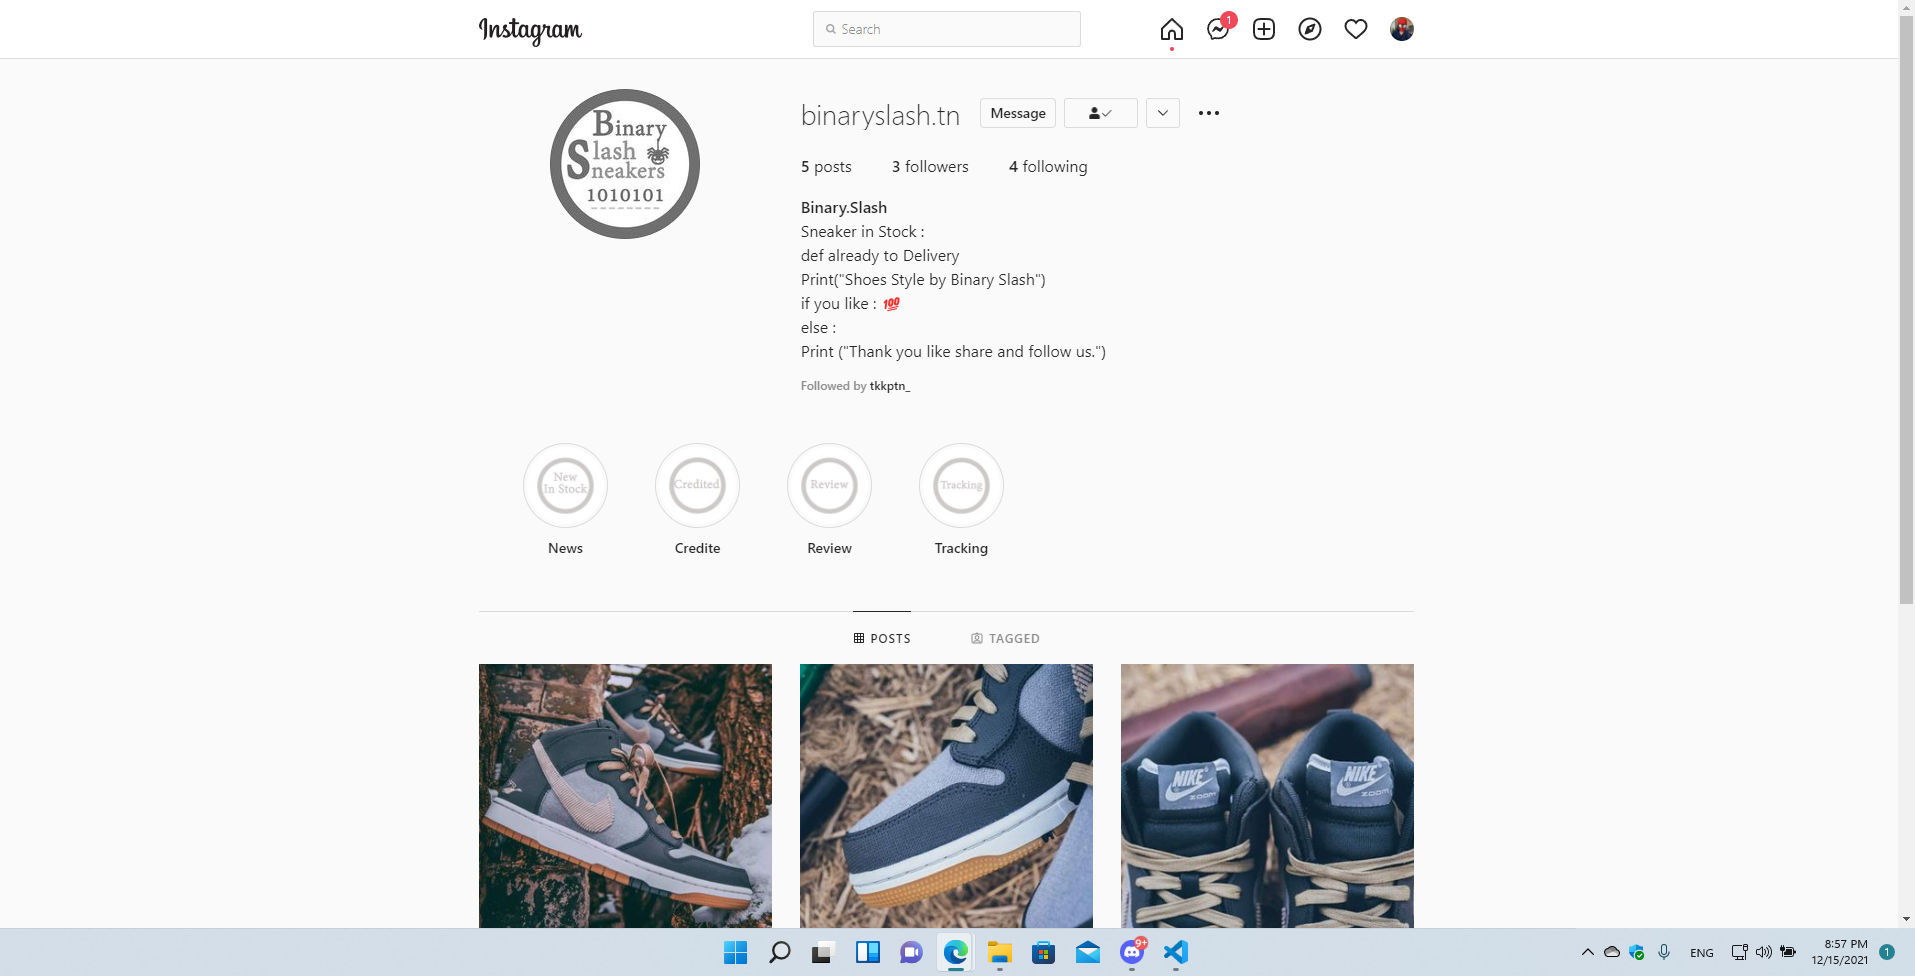 Instagram
Search
1
binaryslash.tn
Message
5 posts
3 followers
4 following
Binary
Slash
Sneakers
1010101
Binary.Slash
Sneaker in Stock :
def already to Delivery
Print("Shoes Style by Binary Slash")
if you like : 💯
else :
Print ("Thank you like share and follow us.")
Followed by tkkptn_
New
In Stock
Credited
Review
Tracking
News
Credite
Review
Tracking
POSTS
TAGGED
NIKE
ZOOM
NIKE
ZOOM
9+
ENG
8:57 PM
12/15/2021
1